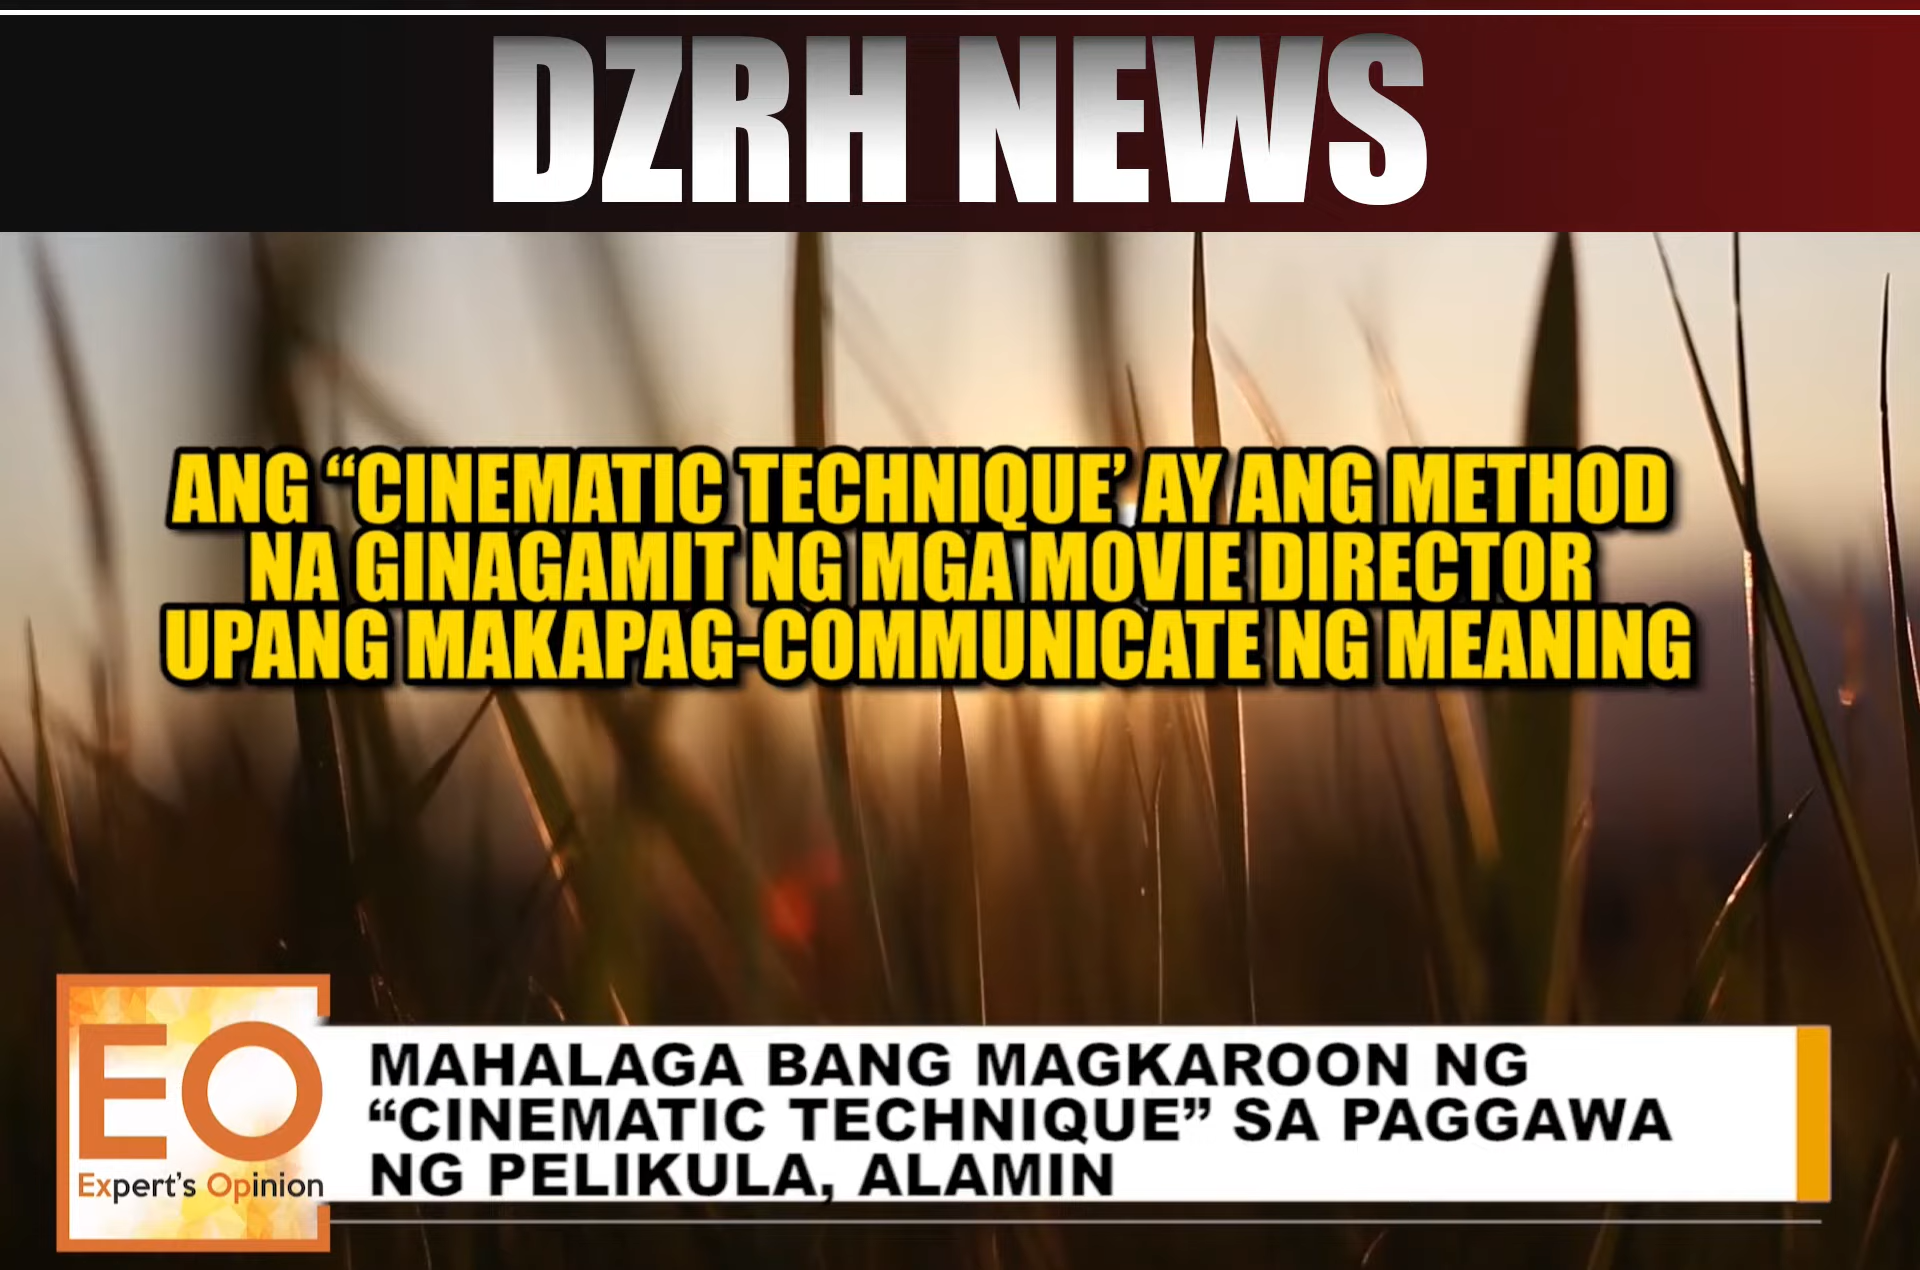 DZRH NEWS
ANG “CINEMATIC TECHNIQUE’ AY ANG METHOD
NA GINAGAMIT NG MGA MOVIE DIRECTOR
UPANG MAKAPAG-COMMUNICATE NG MEANING
EO
Expert's Opinion
MAHALAGA BANG MAGKAROON NG
“CINEMATIC TECHNIQUE” SA PAGGAWA
NG PELIKULA, ALAMIN